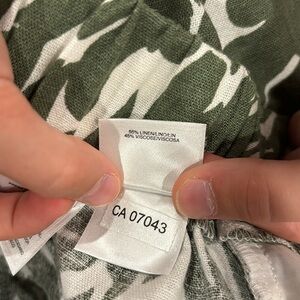 55% LINEN/LINO/LIN
45% VISCOSE/VISCOSA
CA 07043